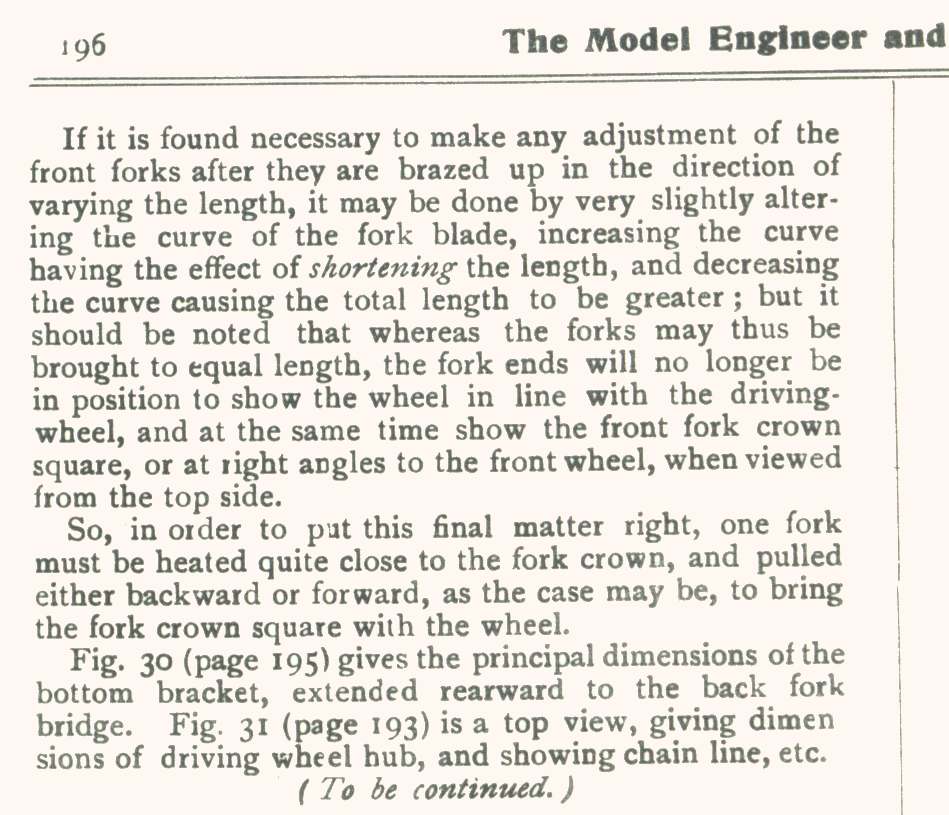 196
The Model Engineer and
If it is found necessary to make any adjustment of the
front forks after they are brazed up in the direction of
varying the length, it may be done by very slightly alter-
ing the curve of the fork blade, increasing the curve
having the effect of shortening the length, and decreasing
the curve causing the total length to be greater ; but it
should be noted that whereas the forks may thus be
brought to equal length, the fork ends will no longer be
in position to show the wheel in line with the driving-
wheel, and at the same time show the front fork crown
square, or at right angles to the front wheel, when viewed
from the top side.
So, in order to put this final matter right, one fork
must be heated quite close to the fork crown, and pulled
either backward or forward, as the case may be, to bring
the fork crown square with the wheel.
Fig. 30 (page 195) gives the principal dimensions of the
bottom bracket, extended rearward to the back fork
bridge. Fig. 31 (page 193) is a top view, giving dimen
sions of driving wheel hub, and showing chain line, etc.
( To be continued. )